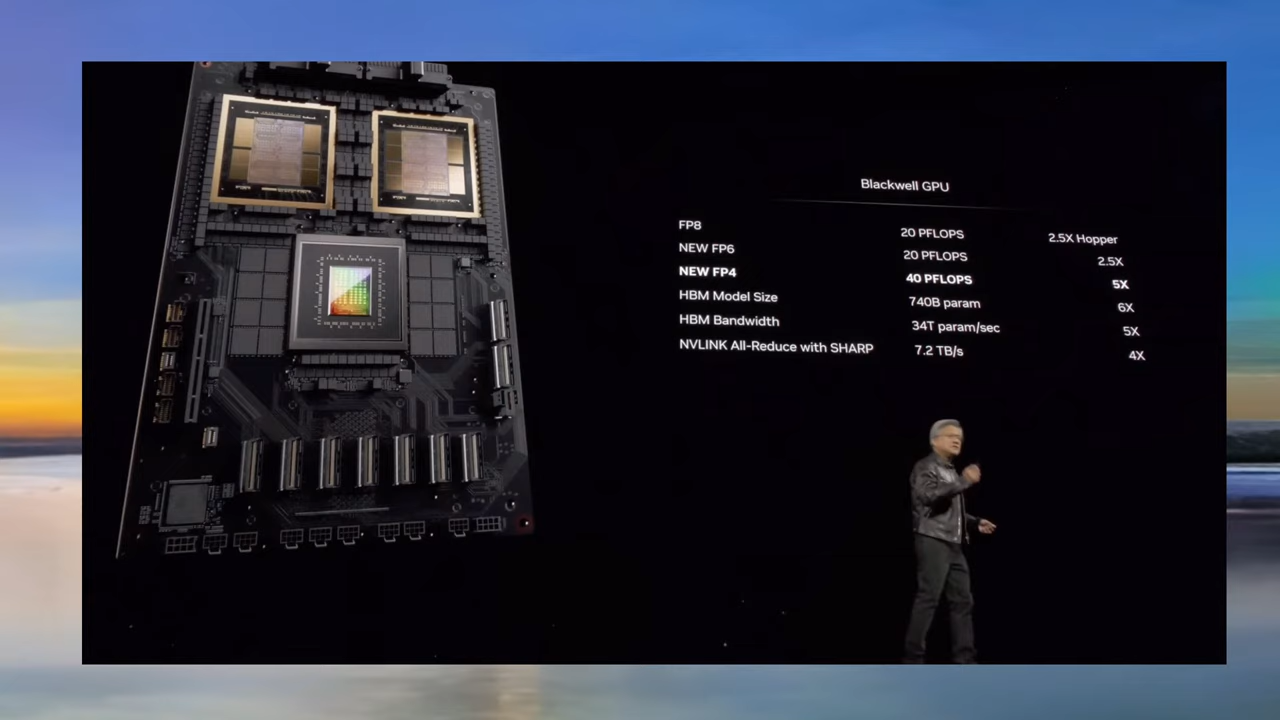 Blackwell GPU
FP8 20 PFLOPS 2.5X Hopper
NEW FP6 20 PFLOPS 2.5X
NEW FP4 40 PFLOPS 5X
HBM Model Size 740B param 6X
HBM Bandwidth 34T param/sec 5X
NVLINK All-Reduce with SHARP 7.2 TB/s 4X